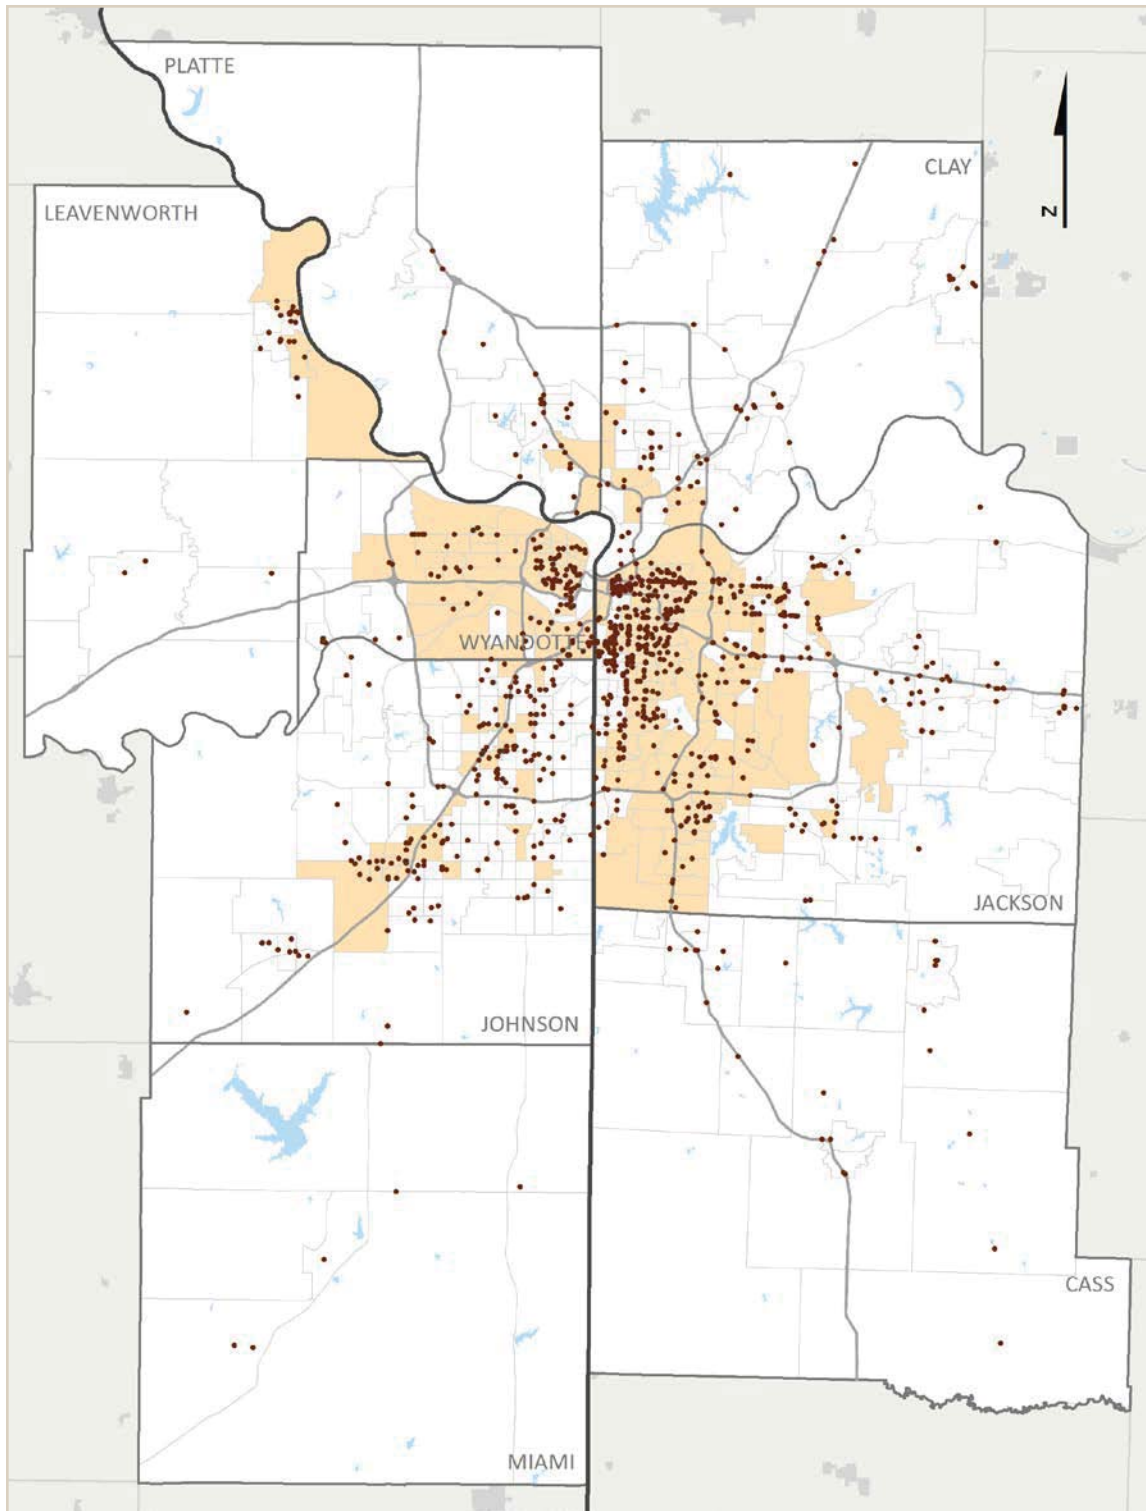 PLATTE
CLAY
LEAVENWORTH
N
WYANDOTTE
JACKSON
JOHNSON
CASS
MIAMI